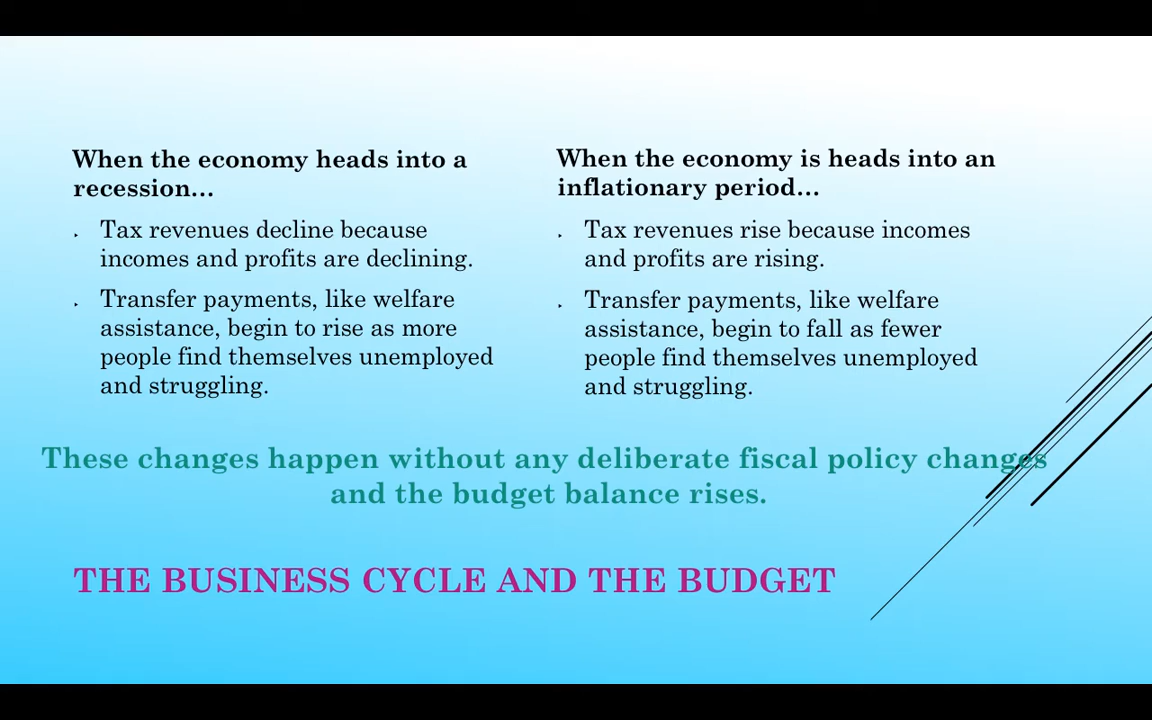 When the economy heads into a
recession…
Tax revenues decline because
incomes and profits are declining.
Transfer payments, like welfare
assistance, begin to rise as more
people find themselves unemployed
and struggling.
When the economy is heads into an
inflationary period…
Tax revenues rise because incomes
and profits are rising.
Transfer payments, like welfare
assistance, begin to fall as fewer
people find themselves unemployed
and struggling.
These changes happen without any deliberate fiscal policy changes
and the budget balance rises.
THE BUSINESS CYCLE AND THE BUDGET